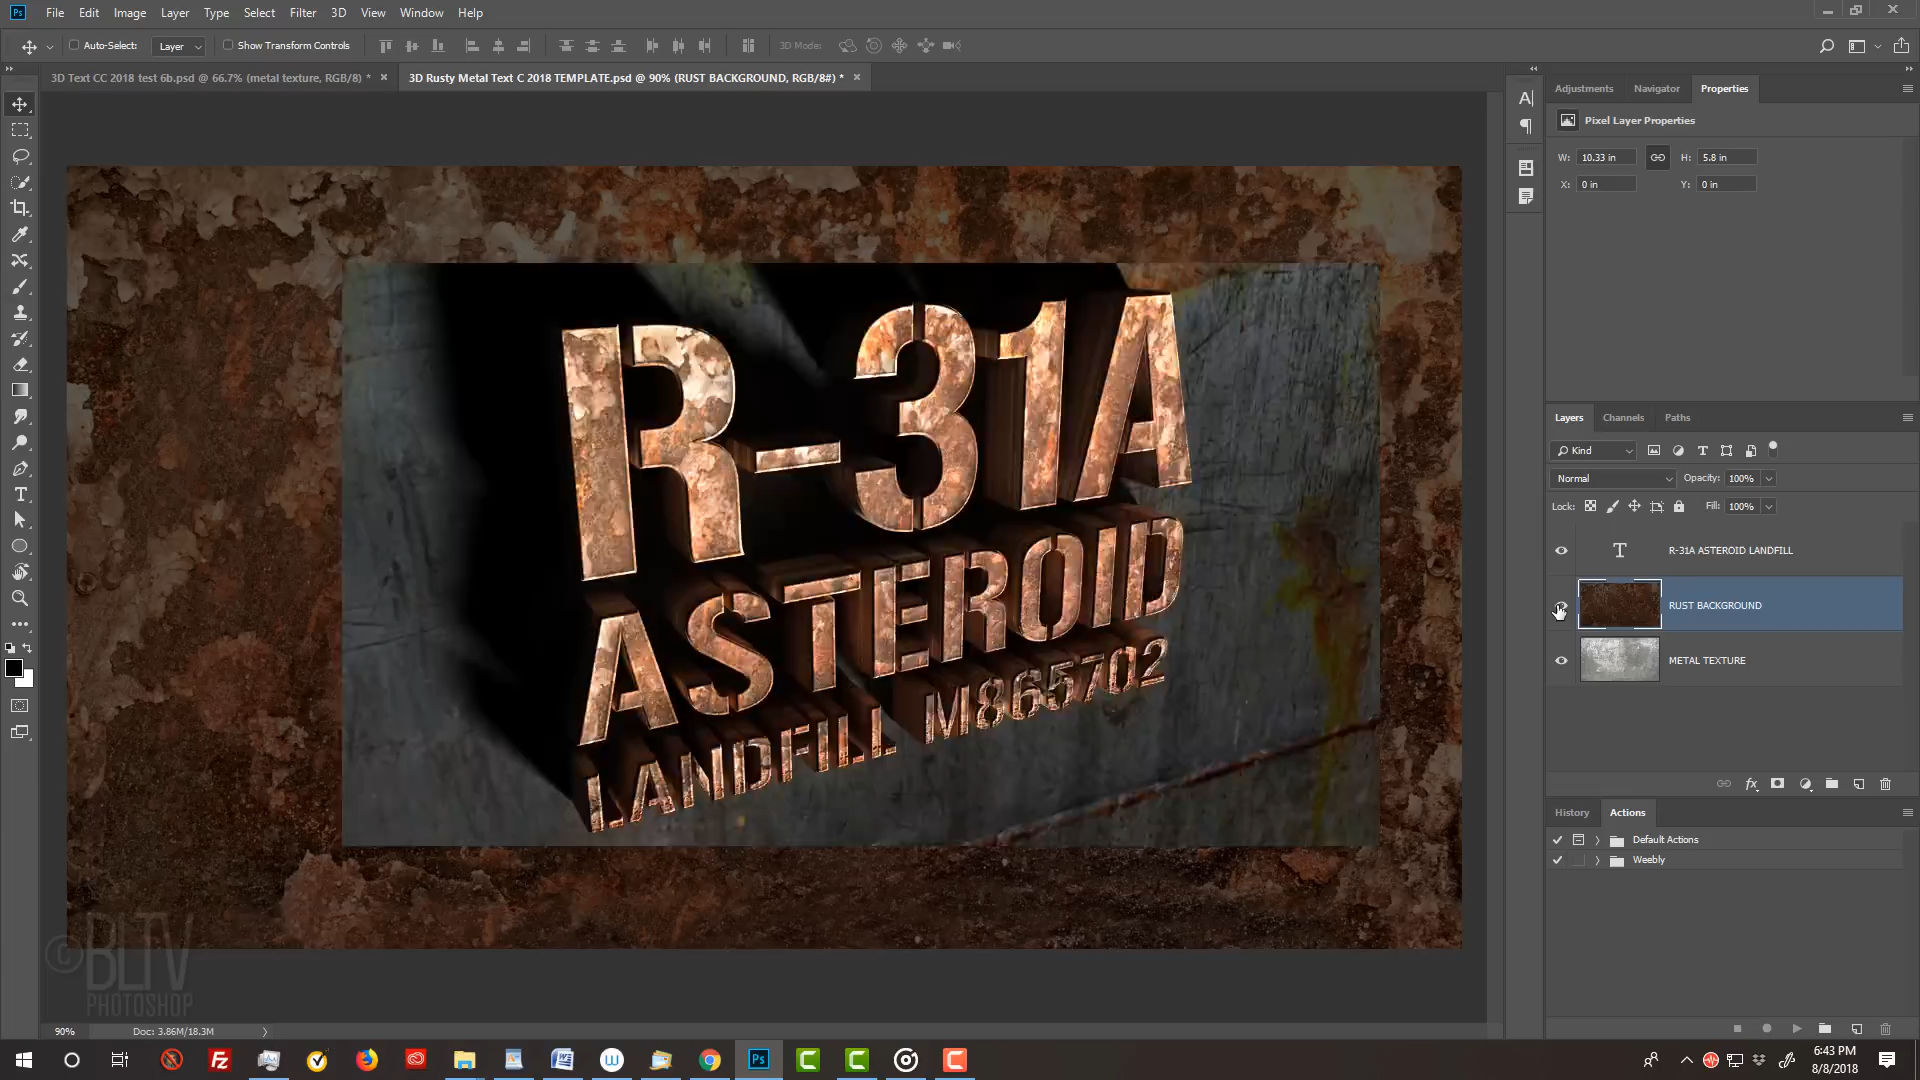 Ps File Edit Image Layer Type Select Filter 3D View Window Help
Auto-Select: Layer Show Transform Controls 3D Mode:
3D Text CC 2018 test 6b.psd @ 66.7% (metal texture, RGB/8) * × 3D Rusty Metal Text C 2018 TEMPLATE.psd @ 90% (RUST BACKGROUND, RGB/8#) * ×
Adjustments Navigator Properties
Pixel Layer Properties
W: 10.33 in H: 5.8 in
X: 0 in Y: 0 in
R-31A
ASTEROID
LANDFILL M865702
Layers Channels Paths
Kind
Normal Opacity: 100%
Lock: Fill: 100%
R-31A ASTEROID LANDFILL
RUST BACKGROUND
METAL TEXTURE
fx
History Actions
Default Actions
Weebly
© BLTV
PHOTOSHOP
90% Doc: 3.86M/18.3M
6:43 PM
8/8/2018